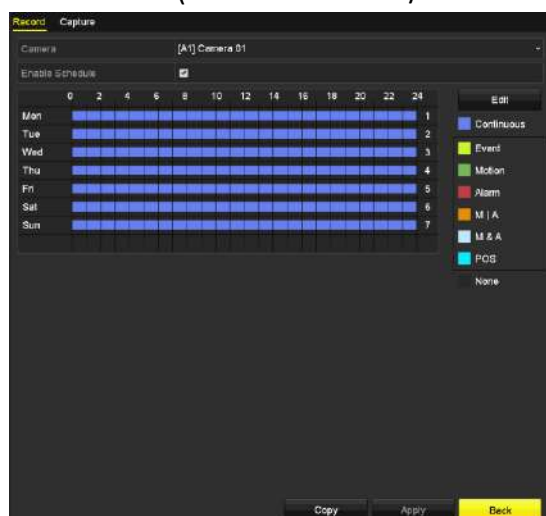 Record Capture
Camera [A1] Camera 01
Enable Schedule
0 2 4 6 8 10 12 14 16 18 20 22 24
Edit
Mon 1
Continuous
Tue 2
Wed 3
Event
Thu 4
Motion
Fri 5
Alarm
Sat 6
M | A
Sun 7
M & A
POS
None
Copy Apply Back